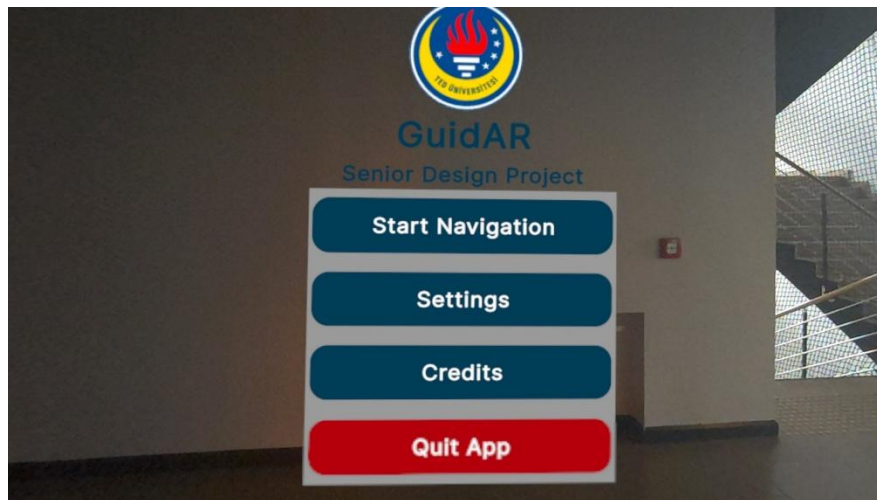 TED ÜNİVERSİTESİ
GuidAR
Senior Design Project
Start Navigation
Settings
Credits
Quit App